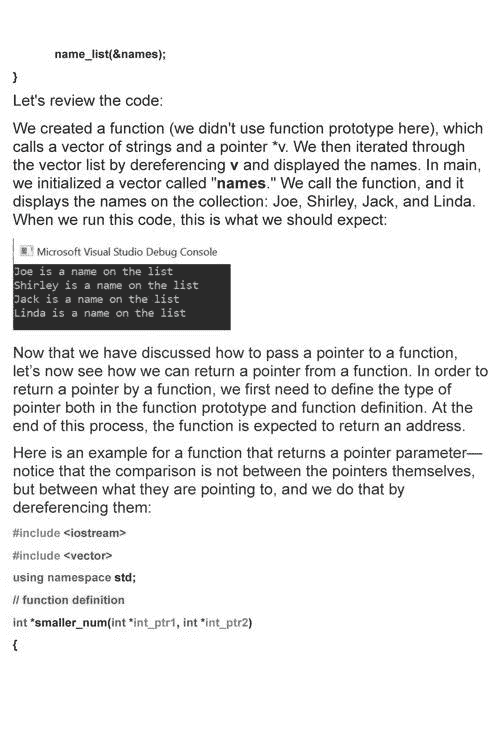 name_list(&names);
}
Let's review the code:
We created a function (we didn't use function prototype here), which
calls a vector of strings and a pointer *v. We then iterated through
the vector list by dereferencing v and displayed the names. In main,
we initialized a vector called "names." We call the function, and it
displays the names on the collection: Joe, Shirley, Jack, and Linda.
When we run this code, this is what we should expect:
Microsoft Visual Studio Debug Console
Joe is a name on the list
Shirley is a name on the list
Jack is a name on the list
Linda is a name on the list
Now that we have discussed how to pass a pointer to a function,
let’s now see how we can return a pointer from a function. In order to
return a pointer by a function, we first need to define the type of
pointer both in the function prototype and function definition. At the
end of this process, the function is expected to return an address.
Here is an example for a function that returns a pointer parameter—
notice that the comparison is not between the pointers themselves,
but between what they are pointing to, and we do that by
dereferencing them:
#include <iostream>
#include <vector>
using namespace std;
// function definition
int *smaller_num(int *int_ptr1, int *int_ptr2)
{